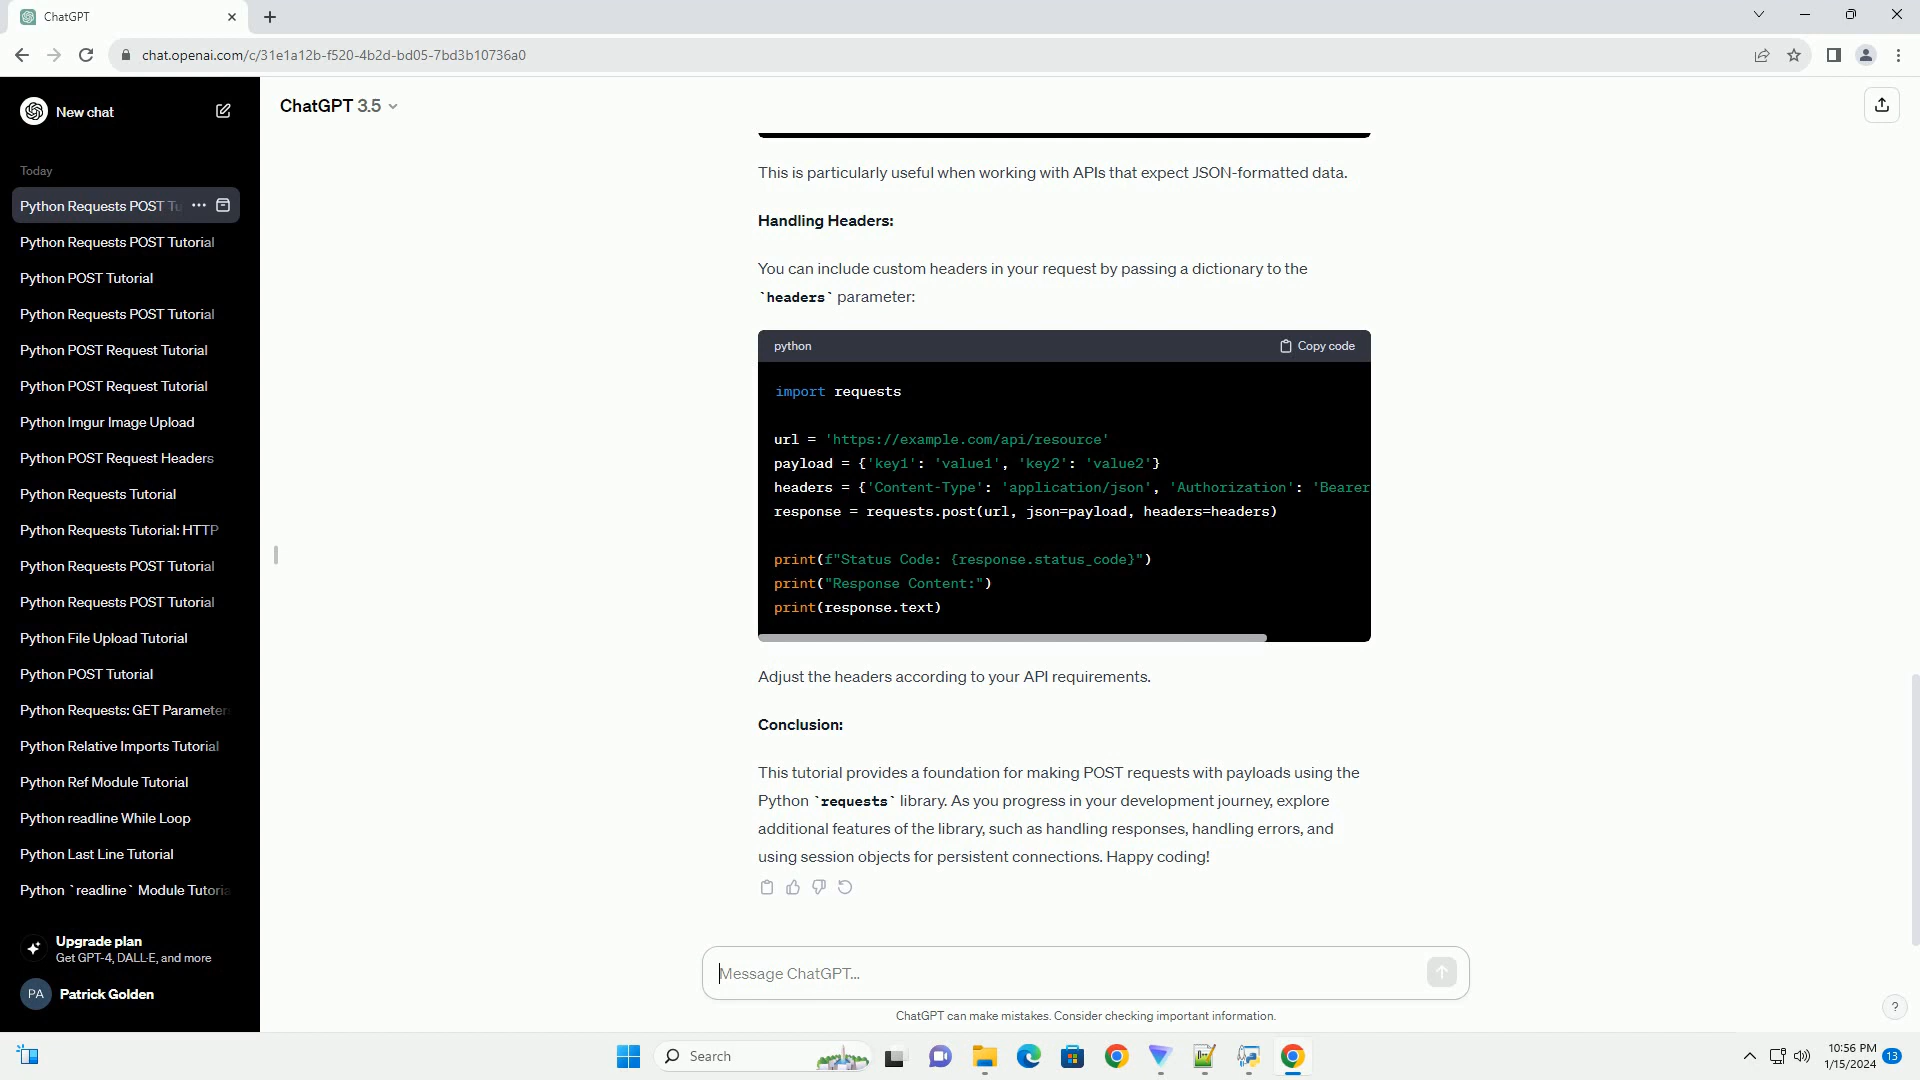 ChatGPT
chat.openai.com/c/31e1a12b-f520-4b2d-bd05-7bd3b10736a0
New chat
ChatGPT 3.5
Today
Python Requests POST Tu
Python Requests POST Tutorial
Python POST Tutorial
Python Requests POST Tutorial
Python POST Request Tutorial
Python POST Request Tutorial
Python Imgur Image Upload
Python POST Request Headers
Python Requests Tutorial
Python Requests Tutorial: HTTP
Python Requests POST Tutorial
Python Requests POST Tutorial
Python File Upload Tutorial
Python POST Tutorial
Python Requests: GET Parameter
Python Relative Imports Tutorial
Python Ref Module Tutorial
Python readline While Loop
Python Last Line Tutorial
Python `readline` Module Tutoria
Upgrade plan
Get GPT-4, DALL·E, and more
PA
Patrick Golden
This is particularly useful when working with APIs that expect JSON-formatted data.
Handling Headers:
You can include custom headers in your request by passing a dictionary to the
`headers` parameter:
python
Copy code
import requests
url = 'https://example.com/api/resource'
payload = {'key1': 'value1', 'key2': 'value2'}
headers = {'Content-Type': 'application/json', 'Authorization': 'Bearer
response = requests.post(url, json=payload, headers=headers)
print(f"Status Code: {response.status_code}")
print("Response Content:")
print(response.text)
Adjust the headers according to your API requirements.
Conclusion:
This tutorial provides a foundation for making POST requests with payloads using the
Python `requests` library. As you progress in your development journey, explore
additional features of the library, such as handling responses, handling errors, and
using session objects for persistent connections. Happy coding!
Message ChatGPT...
ChatGPT can make mistakes. Consider checking important information.
?
Search
10:56 PM
1/15/2024
13